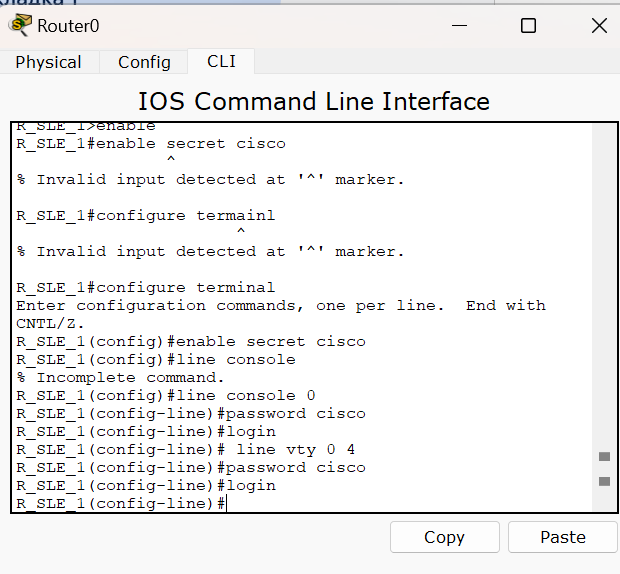 Router0
Physical Config CLI
IOS Command Line Interface
R_SLE_1>enable
R_SLE_1#enable secret cisco
^
% Invalid input detected at '^' marker.
R_SLE_1#configure termainl
^
% Invalid input detected at '^' marker.
R_SLE_1#configure terminal
Enter configuration commands, one per line.  End with
CNTL/Z.
R_SLE_1(config)#enable secret cisco
R_SLE_1(config)#line console
% Incomplete command.
R_SLE_1(config)#line console 0
R_SLE_1(config-line)#password cisco
R_SLE_1(config-line)#login
R_SLE_1(config-line)# line vty 0 4
R_SLE_1(config-line)#password cisco
R_SLE_1(config-line)#login
R_SLE_1(config-line)#
Copy Paste